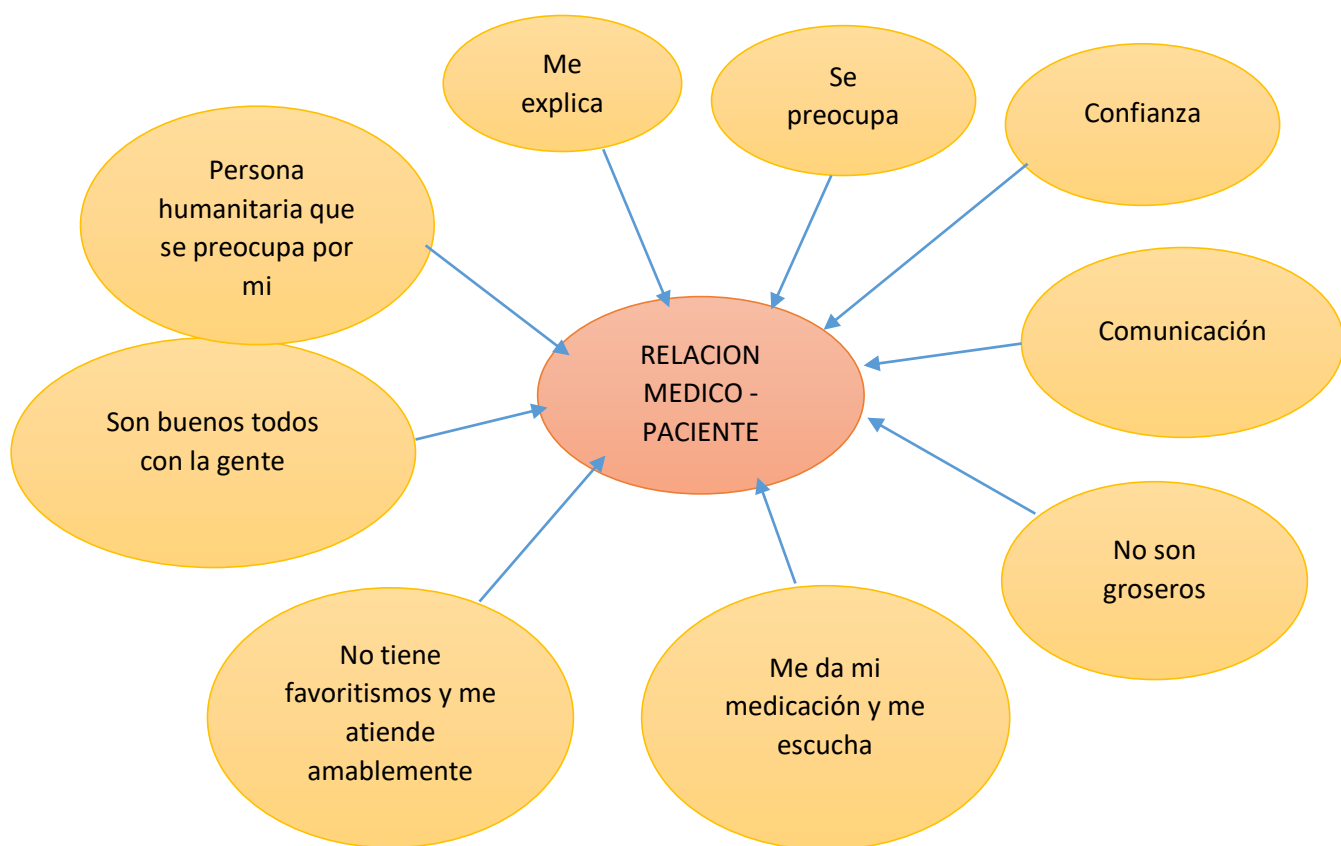 Me
explica
Se
preocupa
Confianza
Persona
humanitaria que
se preocupa por
mi
Comunicación
RELACION
MEDICO -
PACIENTE
Son buenos todos
con la gente
No son
groseros
No tiene
favoritismos y me
atiende
amablemente
Me da mi
medicación y me
escucha